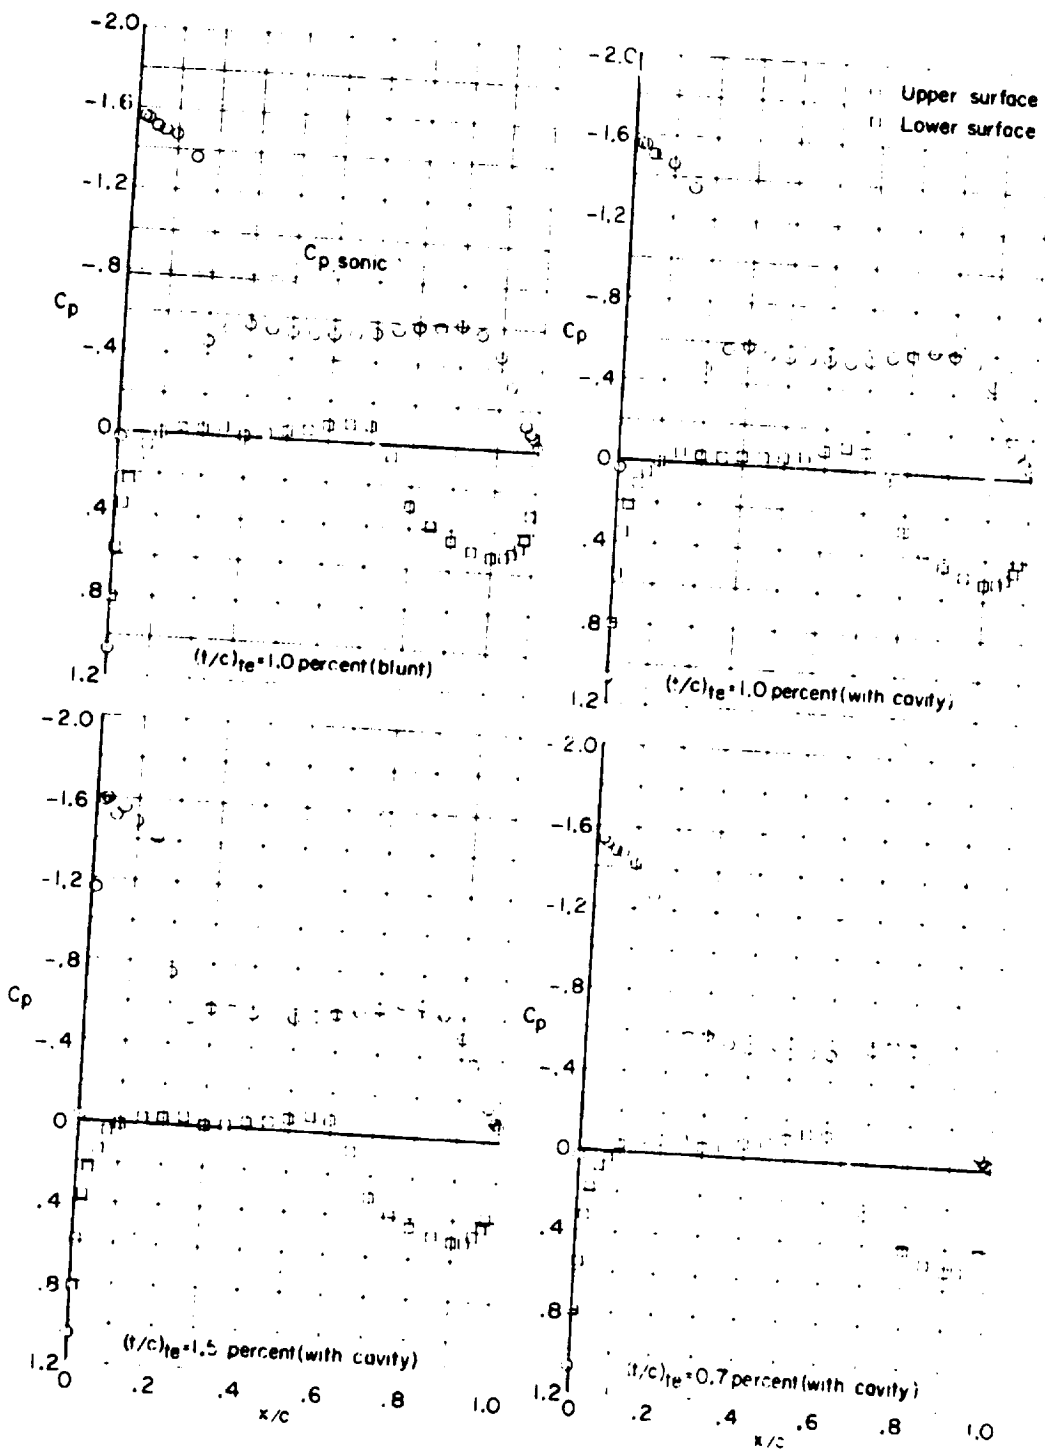 -2.0
-1.6
-1.2
-.8
Cp
-.4
0
.4
.8
1.2
Cp sonic
(t/c)te=1.0 percent(blunt)
-2.0
-1.6
-1.2
-.8
Cp
-.4
0
.4
.8
1.2
Upper surface
Lower surface
(t/c)te=1.0 percent(with cavity)
-2.0
-1.6
-1.2
-.8
Cp
-.4
0
.4
.8
1.2
(t/c)te=1.5 percent(with cavity)
0 .2 .4 .6 .8 1.0
x/c
-2.0
-1.6
-1.2
-.8
Cp
-.4
0
.4
.8
1.2
(t/c)te=0.7 percent(with cavity)
0 .2 .4 .6 .8 1.0
x/c